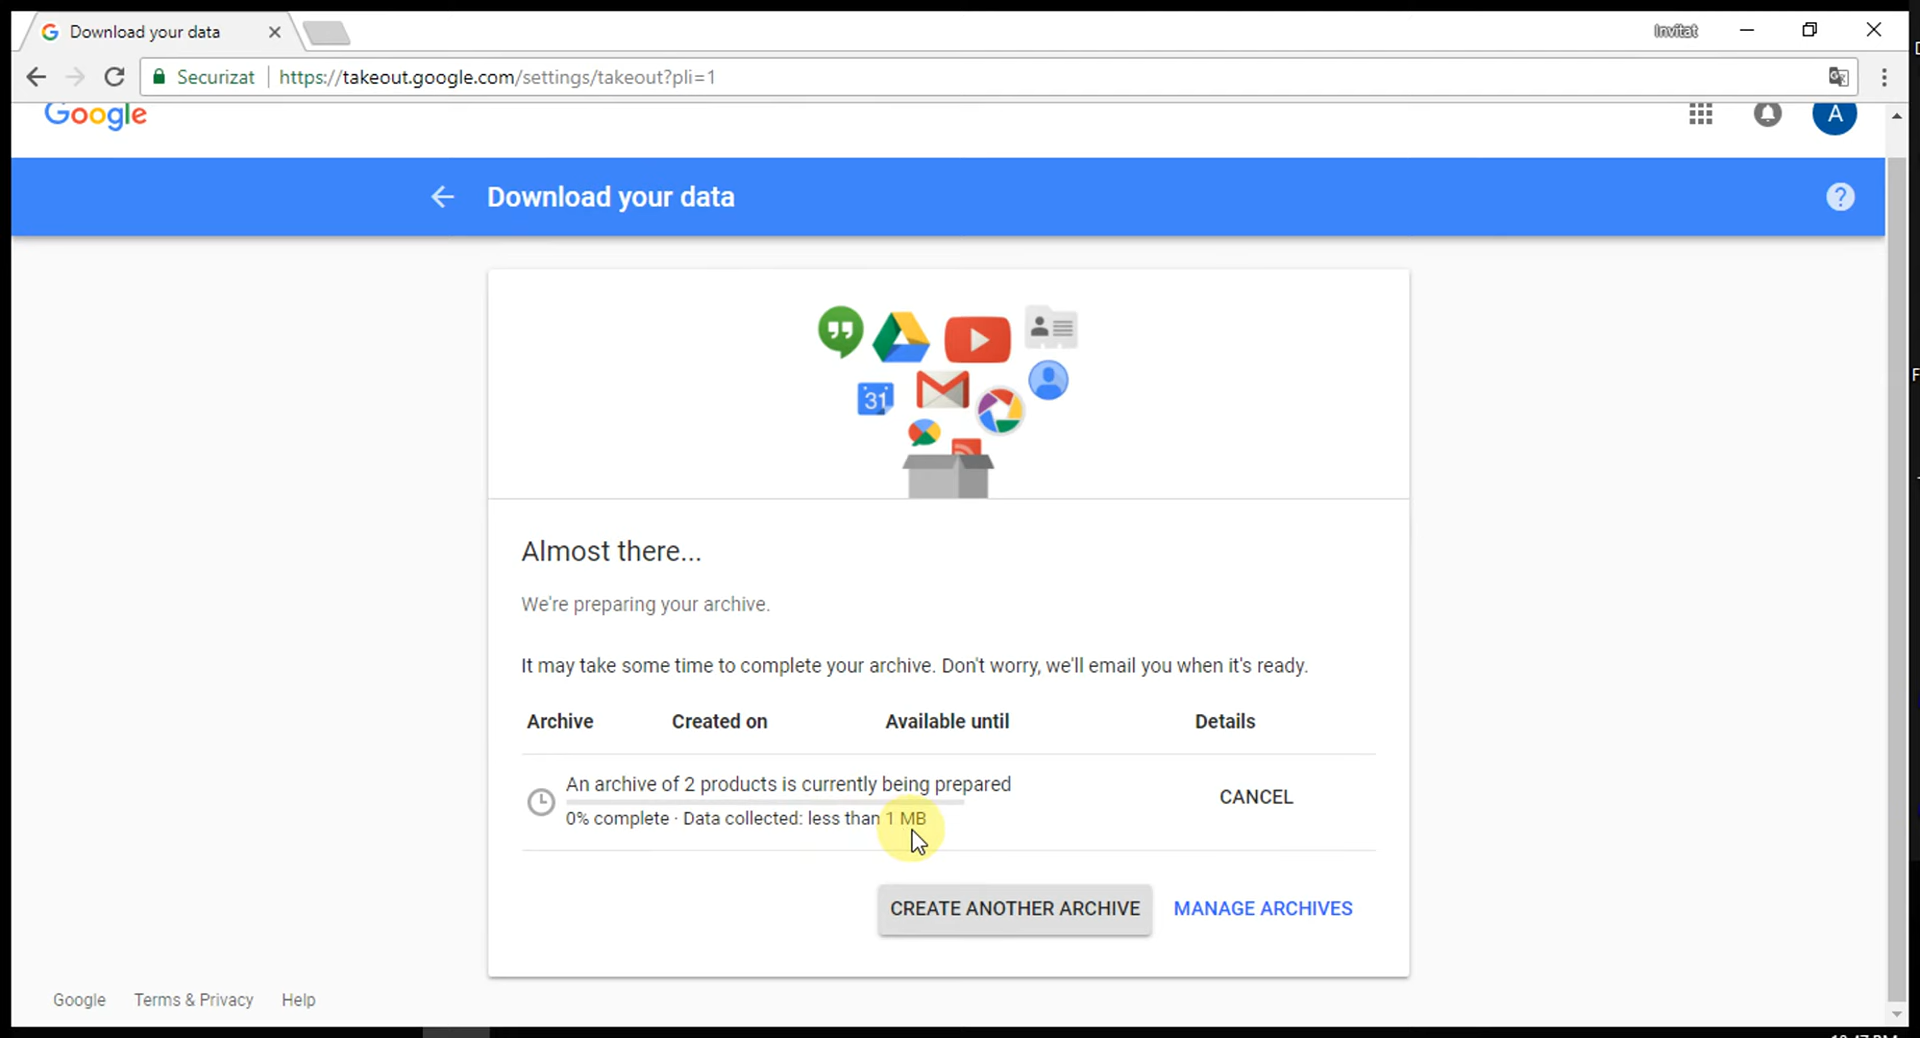 Download your data
Invitat
Securizat
https://takeout.google.com/settings/takeout?pli=1
Google
A
Download your data
?
31
Almost there...
We're preparing your archive.
It may take some time to complete your archive. Don't worry, we'll email you when it's ready.
Archive Created on Available until Details
An archive of 2 products is currently being prepared
CANCEL
0% complete · Data collected: less than 1 MB
CREATE ANOTHER ARCHIVE MANAGE ARCHIVES
Google Terms & Privacy Help